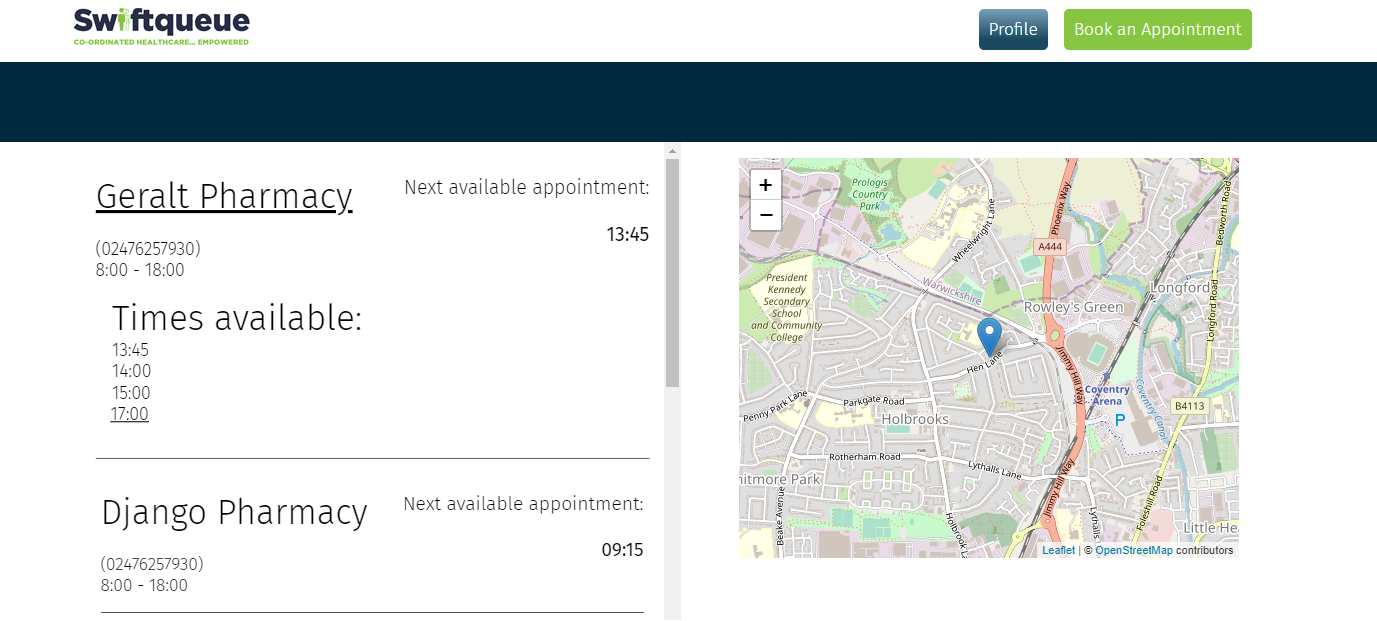 Swiftqueue
CO-ORDINATED HEALTHCARE... EMPOWERED
Profile
Book an Appointment
Geralt Pharmacy
Next available appointment:
13:45
(02476257930)
8:00 - 18:00
Times available:
13:45
14:00
15:00
17:00
Django Pharmacy
Next available appointment:
09:15
(02476257930)
8:00 - 18:00
+
−
Prologis
Country
Park
Wheelwright Lane
Phoenix Way
Bedworth Road
A444
President
Kennedy
Secondary
School
and Community
College
Warwickshire
Longford
Rowley's Green
Longford Road
Hen Lane
Jimmy Hill Way
Coventry
Arena
Coventry Canal
P
B4113
Penny Park Lane
Parkgate Road
Holbrooks
Rotherham Road
Lythalls Lane
hitmore Park
Beake Avenue
Holbrook L
Jimmy Hill Way
Lythalls
Foleshill Road
Little He
Leaflet | © OpenStreetMap contributors